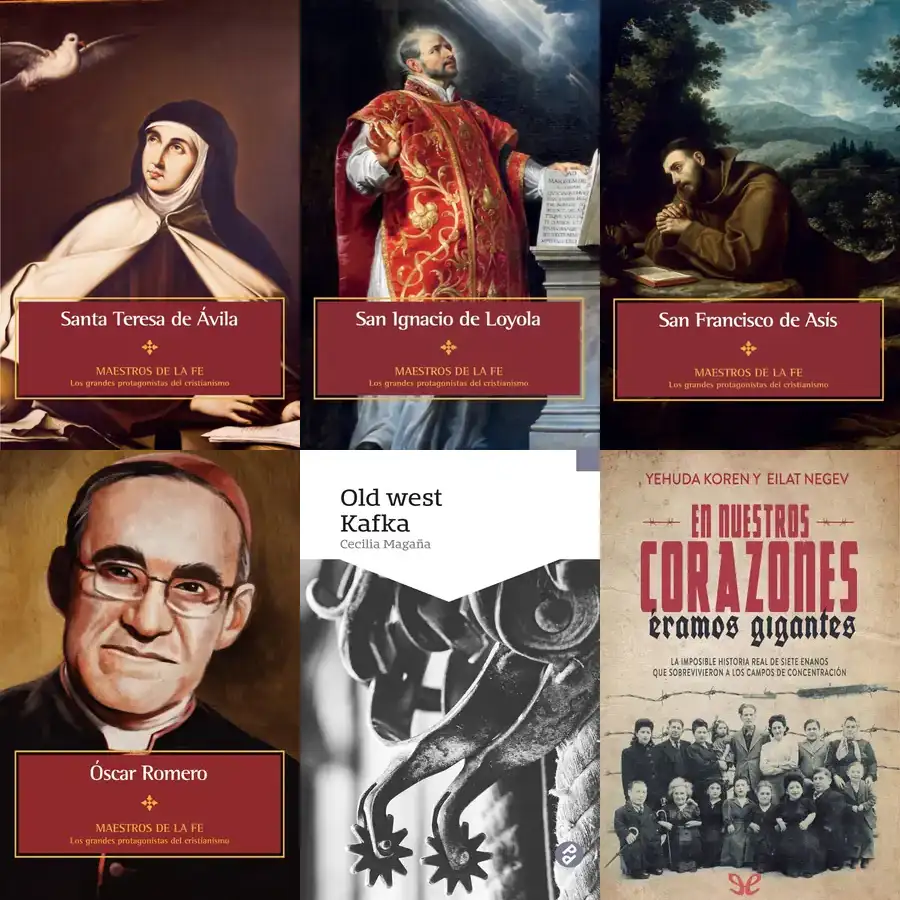 Santa Teresa de Ávila
MAESTROS DE LA FE
Los grandes protagonistas del cristianismo
San Ignacio de Loyola
MAESTROS DE LA FE
Los grandes protagonistas del cristianismo
San Francisco de Asís
MAESTROS DE LA FE
Los grandes protagonistas del cristianismo
Óscar Romero
MAESTROS DE LA FE
Los grandes protagonistas del cristianismo
Old west
Kafka
Cecilia Magaña
YEHUDA KOREN Y EILAT NEGEV
EN NUESTROS
CORAZONES
éramos gigantes
LA IMPOSIBLE HISTORIA REAL DE SIETE ENANOS
QUE SOBREVIVIERON A LOS CAMPOS DE CONCENTRACIÓN